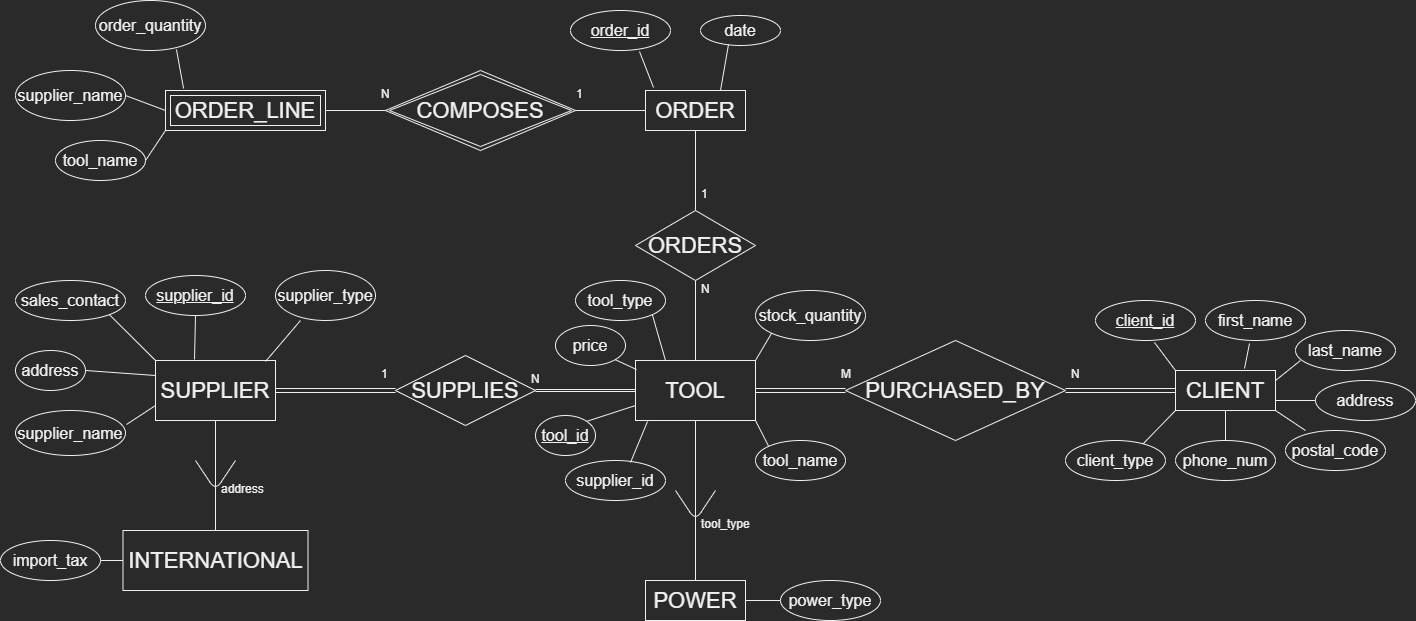 order_quantity
order_id
date
supplier_name
N
1
ORDER_LINE
COMPOSES
ORDER
tool_name
1
ORDERS
N
sales_contact
supplier_id
supplier_type
tool_type
stock_quantity
client_id
first_name
price
last_name
address
1
N
M
N
SUPPLIER
SUPPLIES
TOOL
PURCHASED_BY
CLIENT
address
supplier_name
tool_id
tool_name
client_type
phone_num
postal_code
supplier_id
address
tool_type
import_tax
INTERNATIONAL
POWER
power_type